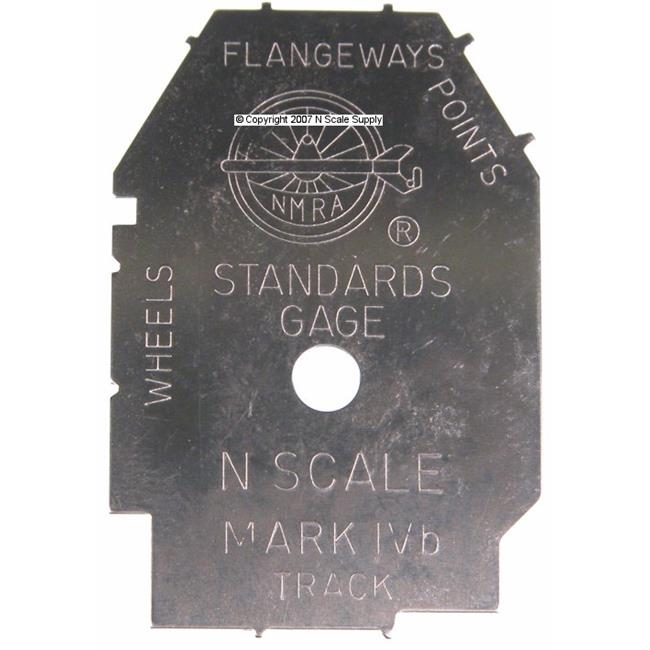 FLANGEWAYS
POINTS
© Copyright 2007 N Scale Supply
NMRA
®
STANDARDS
GAGE
WHEELS
N SCALE
MARK IVb
TRACK